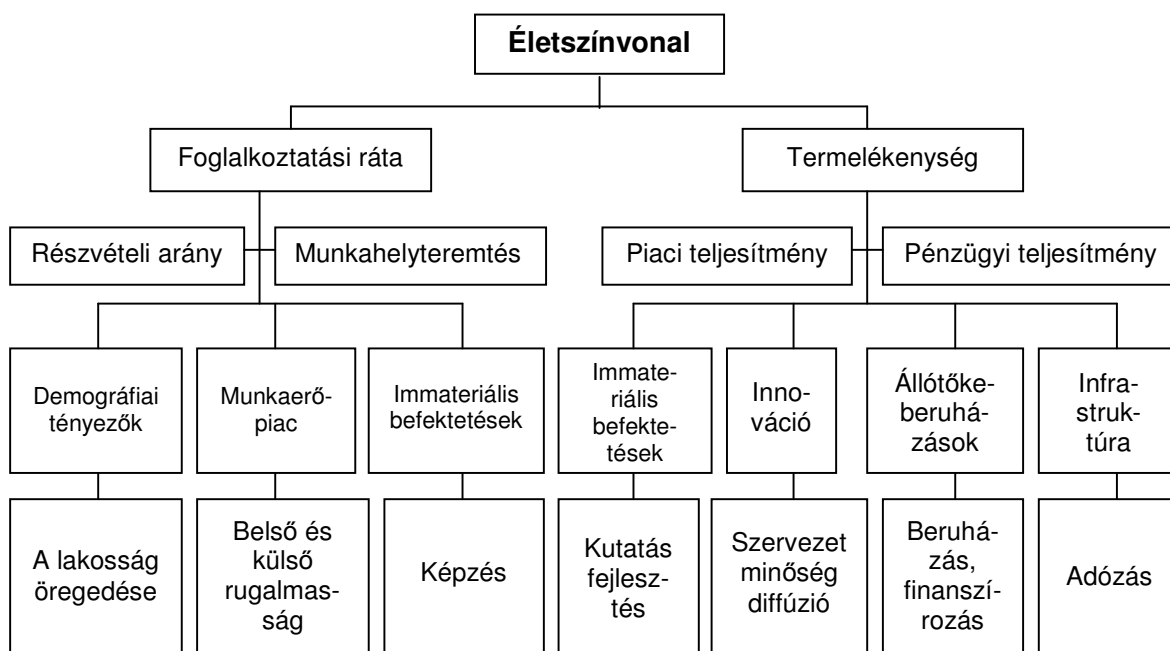 Életszínvonal
Foglalkoztatási ráta
Termelékenység
Részvételi arány
Munkahelyteremtés
Piaci teljesítmény
Pénzügyi teljesítmény
Demográfiai
tényezők
Munkaerő-
piac
Immateriális
befektetések
Immate-
riális
befekte-
tések
Inno-
váció
Állótőke-
beruhá-
zások
Infra-
struk-
túra
A lakosság
öregedése
Belső és
külső
rugalmas-
ság
Képzés
Kutatás
fejlesz-
tés
Szervezet
minőség
diffúzió
Beruhá-
zás,
finanszí-
rozás
Adózás